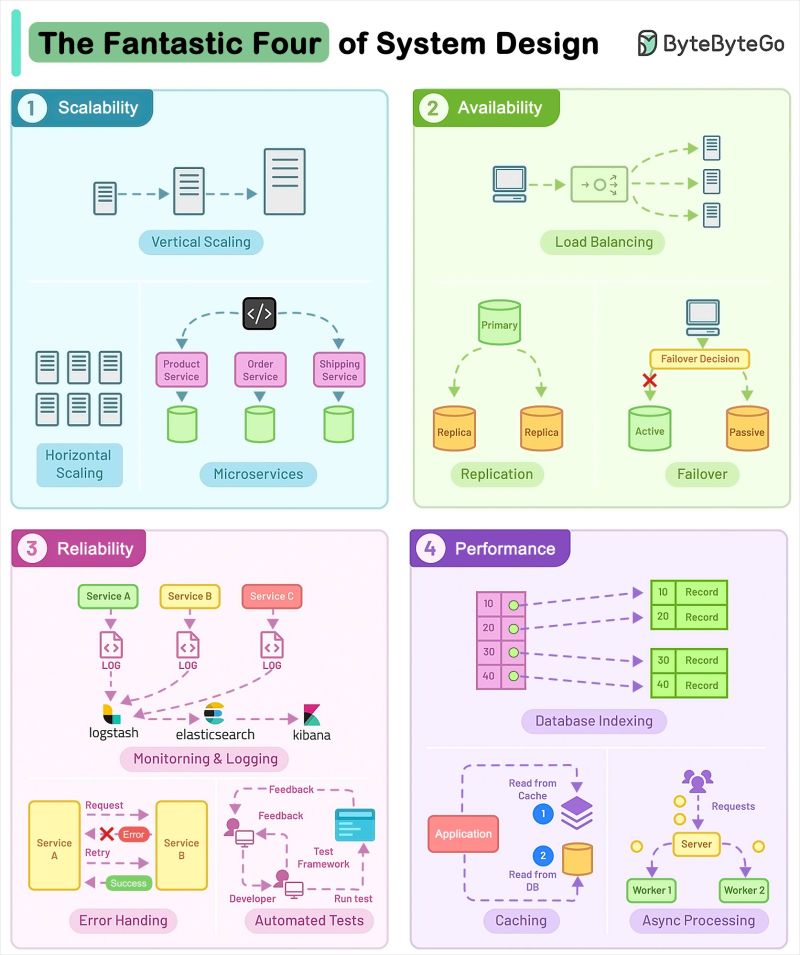 The Fantastic Four of System Design
ByteByteGo
1 Scalability
Vertical Scaling
Horizontal
Scaling
</>
Product
Service
Order
Service
Shipping
Service
Microservices
2 Availability
Load Balancing
Primary
Replica
Replica
Replication
Failover Decision
Active
Passive
Failover
3 Reliability
Service A
Service B
Service C
LOG
LOG
LOG
logstash
elasticsearch
kibana
Monitorning & Logging
Service
A
Request
Error
Retry
Success
Service
B
Error Handing
Feedback
Feedback
Test
Framework
Developer
Run test
Automated Tests
4 Performance
10
20
30
40
10 Record
20 Record
30 Record
40 Record
Database Indexing
Application
Read from
Cache
1
2
Read from
DB
Caching
Requests
Server
Worker 1
Worker 2
Async Processing